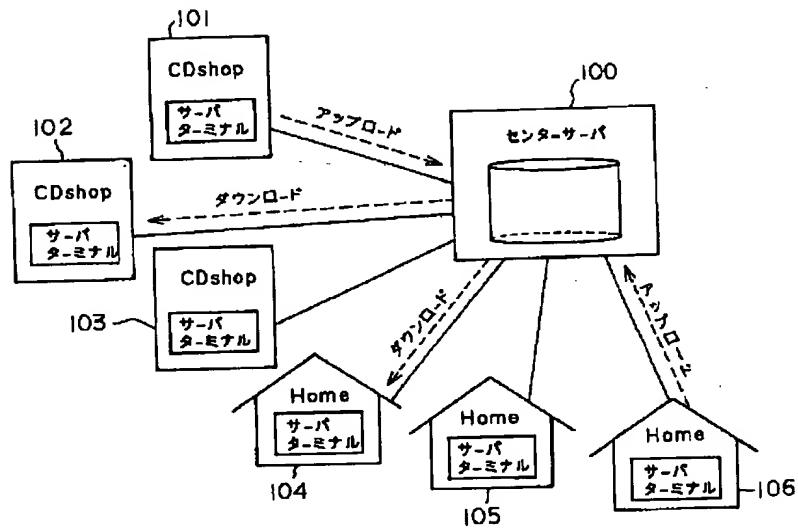 101
CDshop
サーバ
ターミナル
アップロード
100
センターサーバ
102
CDshop
サーバ
ターミナル
ダウンロード
CDshop
サーバ
ターミナル
103
ダウンロード
アップロード
Home
サーバ
ターミナル
104
Home
サーバ
ターミナル
105
Home
サーバ
ターミナル
106